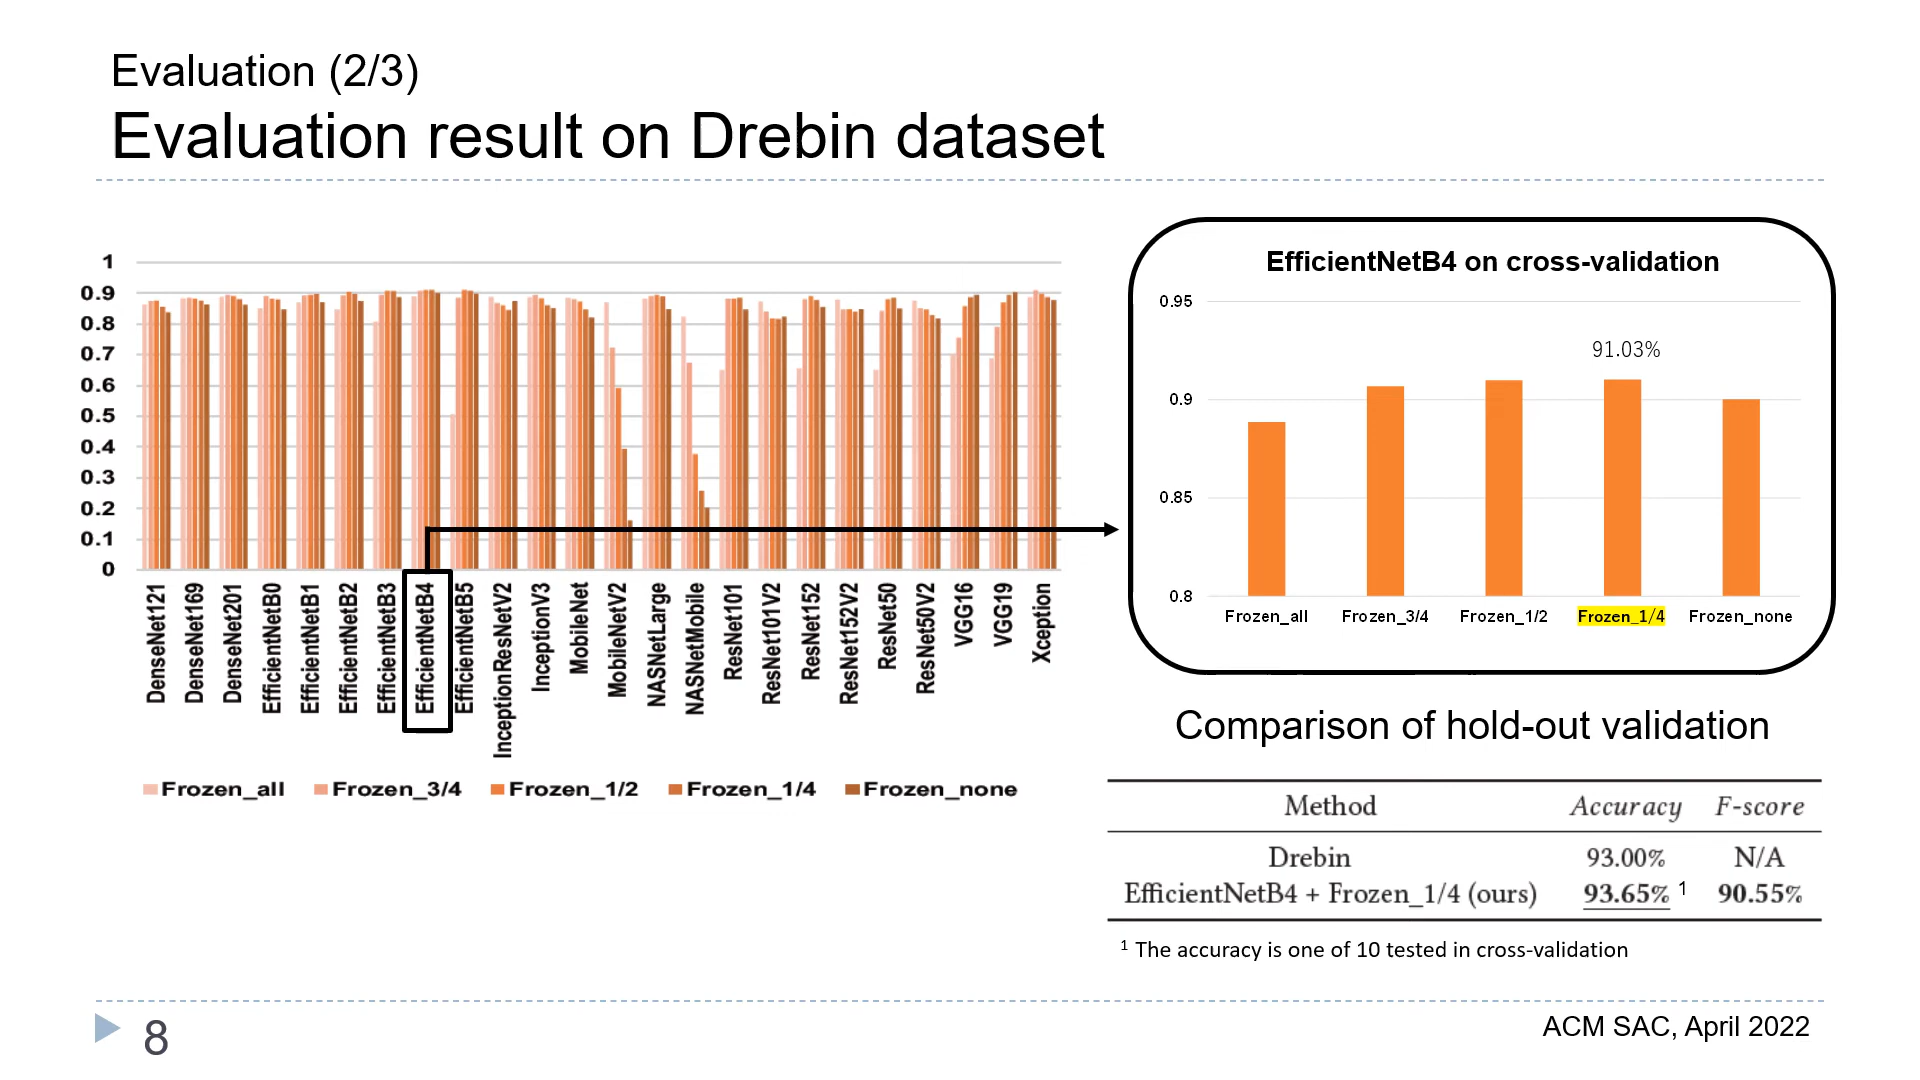 Evaluation (2/3)
Evaluation result on Drebin dataset
1
0.9
0.8
0.7
0.6
0.5
0.4
0.3
0.2
0.1
0
DenseNet121
DenseNet169
DenseNet201
EfficientNetB0
EfficientNetB1
EfficientNetB2
EfficientNetB3
EfficientNetB4
EfficientNetB5
InceptionResNetV2
InceptionV3
MobileNet
MobileNetV2
NASNetLarge
NASNetMobile
ResNet101
ResNet101V2
ResNet152
ResNet152V2
ResNet50
ResNet50V2
VGG16
VGG19
Xception
Frozen_all Frozen_3/4 Frozen_1/2 Frozen_1/4 Frozen_none
EfficientNetB4 on cross-validation
0.95
91.03%
0.9
0.85
0.8
Frozen_all Frozen_3/4 Frozen_1/2 Frozen_1/4 Frozen_none
Comparison of hold-out validation
Method Accuracy F-score
Drebin 93.00% N/A
EfficientNetB4 + Frozen_1/4 (ours) 93.65% 1 90.55%
1 The accuracy is one of 10 tested in cross-validation
8
ACM SAC, April 2022